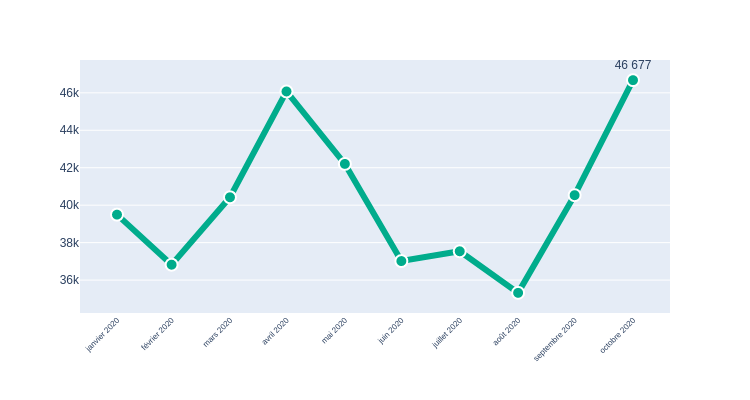 46 677
46k
44k
42k
40k
38k
36k
janvier 2020
février 2020
mars 2020
avril 2020
mai 2020
juin 2020
juillet 2020
août 2020
septembre 2020
octobre 2020